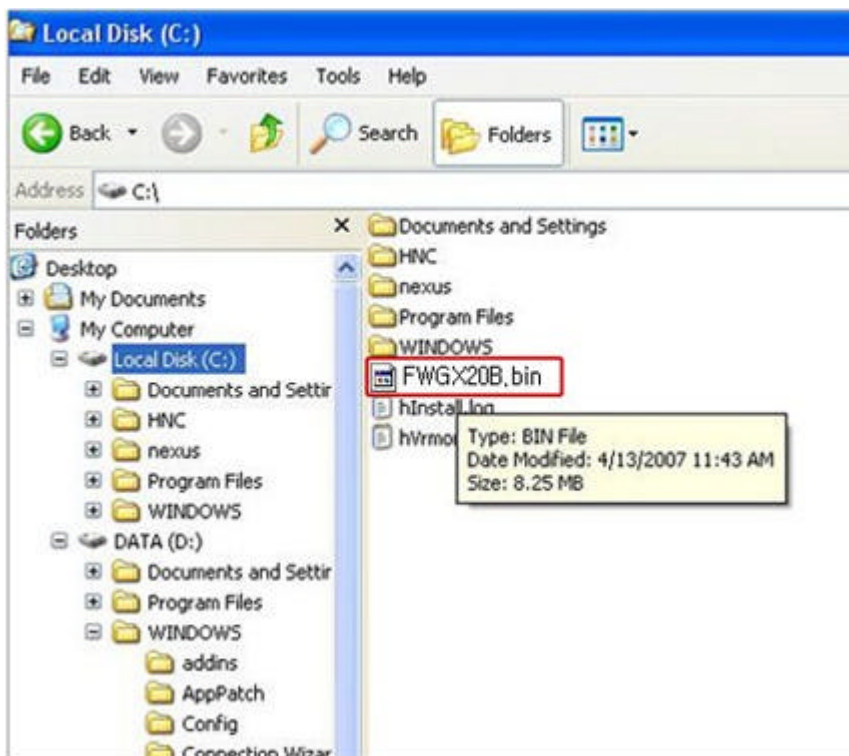 Local Disk (C:)
File Edit View Favorites Tools Help
Back Search Folders
Address C:\
Folders
Desktop
My Documents
My Computer
Local Disk (C:)
Documents and Settir
HNC
nexus
Program Files
WINDOWS
DATA (D:)
Documents and Settir
Program Files
WINDOWS
addins
AppPatch
Config
Connection Wizar
Documents and Settings
HNC
nexus
Program Files
WINDOWS
FWGX20B.bin
hInstall.log
hVrmo
Type: BIN File
Date Modified: 4/13/2007 11:43 AM
Size: 8.25 MB